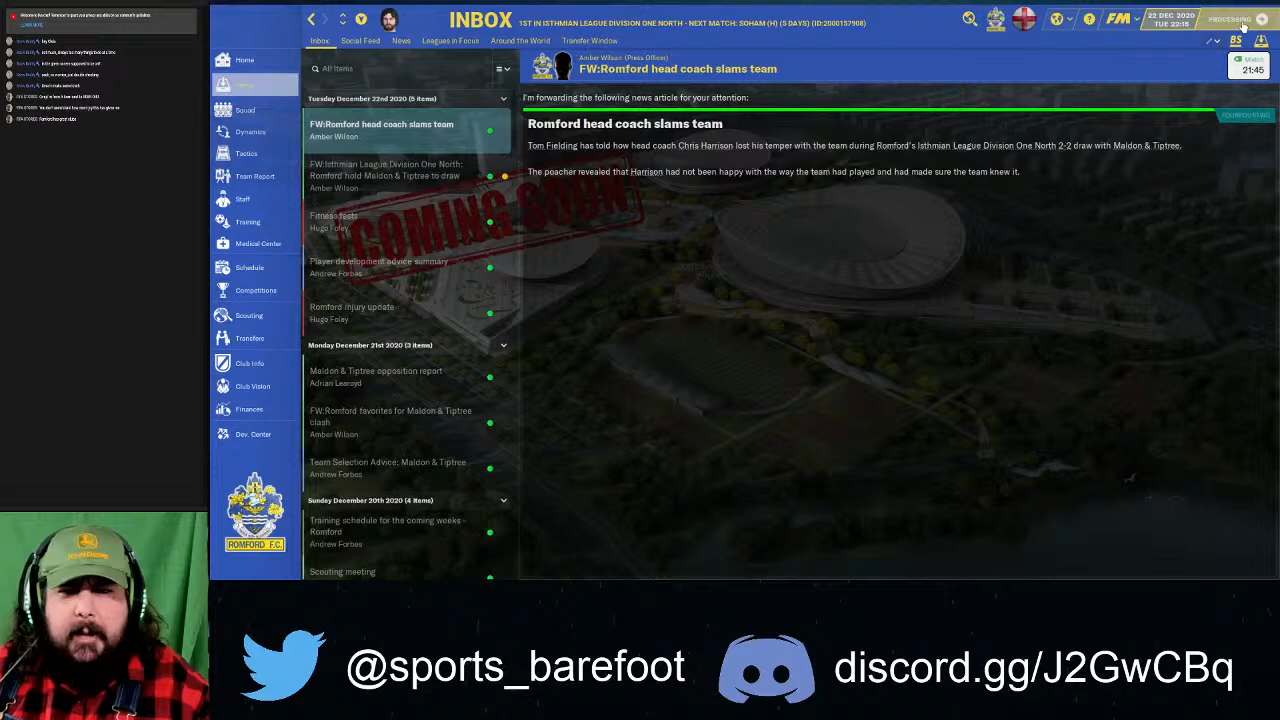 INBOX
1ST IN ISTHMIAN LEAGUE DIVISION ONE NORTH - NEXT MATCH: SOHAM (H) (5 DAYS) (ID:2000157908)
FM
22 DEC 2020
TUE 22:15
PROCESSING
Inbox
Social Feed
News
Leagues in Focus
Around the World
Transfer Window
BS
Home
Squad
Dynamics
Tactics
Team Report
Staff
Training
Medical Center
Schedule
Competitions
Scouting
Transfers
Club Info
Club Vision
Finances
Dev. Center
ROMFORD F.C.
All Items
Tuesday December 22nd 2020 (5 items)
FW:Romford head coach slams team
Amber Wilson
FW:Isthmian League Division One North:
Romford hold Maldon & Tiptree to draw
Amber Wilson
Fitness tests
Hugo Foley
Player development advice summary
Andrew Forbes
Romford injury update
Hugo Foley
Monday December 21st 2020 (3 items)
Maldon & Tiptree opposition report
Adrian Learoyd
FW:Romford favorites for Maldon & Tiptree
clash
Amber Wilson
Team Selection Advice: Maldon & Tiptree
Andrew Forbes
Sunday December 20th 2020 (4 items)
Training schedule for the coming weeks -
Romford
Andrew Forbes
Scouting meeting
Amber Wilson (Press Officer)
FW:Romford head coach slams team
Match
21:45
I'm forwarding the following news article for your attention:
FOURFOURTWO
Romford head coach slams team
Tom Fielding has told how head coach Chris Harrison lost his temper with the team during Romford's Isthmian League Division One North 2-2 draw with Maldon & Tiptree.
The poacher revealed that Harrison had not been happy with the way the team had played and had made sure the team knew it.
COMING SOON
JOHN DEERE
@sports_barefoot
discord.gg/J2GwCBq